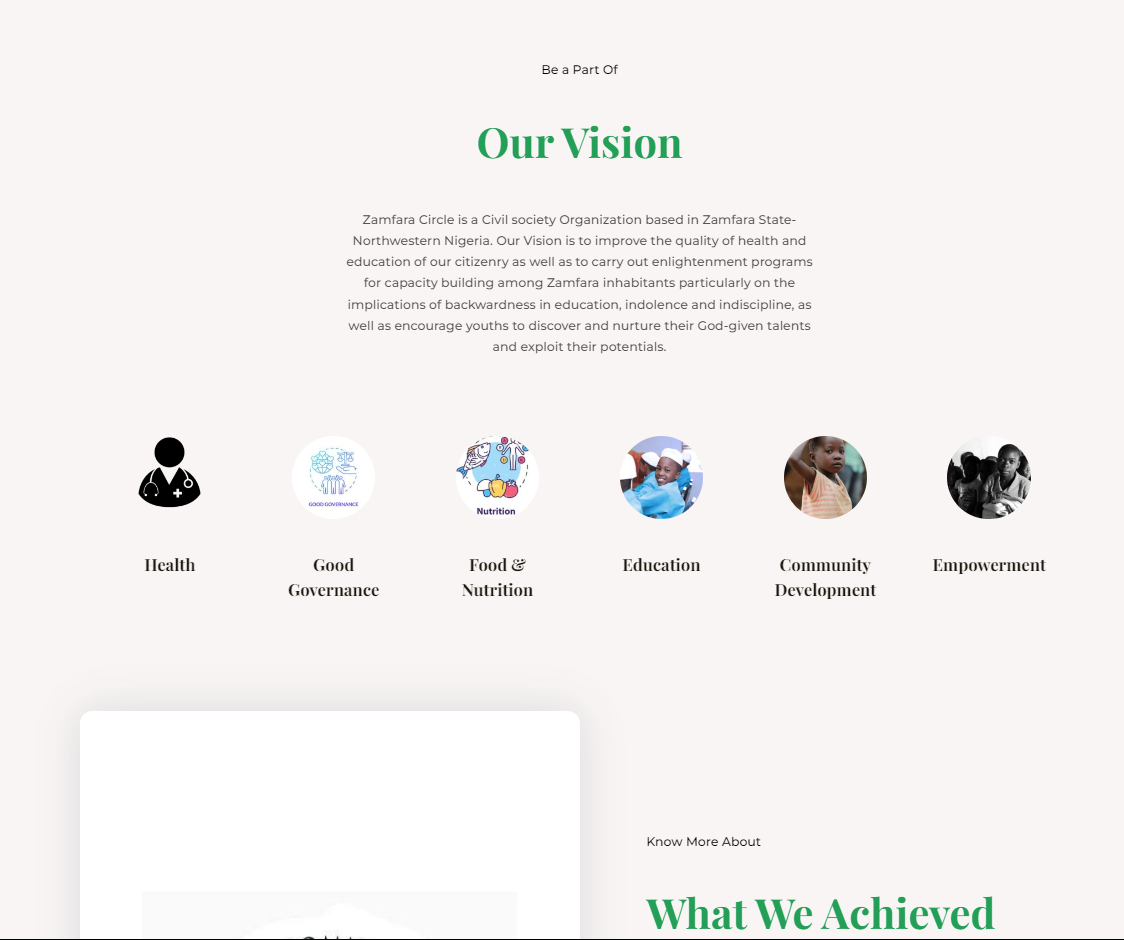 Be a Part Of
Our Vision
Zamfara Circle is a Civil society Organization based in Zamfara State-
Northwestern Nigeria. Our Vision is to improve the quality of health and
education of our citizenry as well as to carry out enlightenment programs
for capacity building among Zamfara inhabitants particularly on the
implications of backwardness in education, indolence and indiscipline, as
well as encourage youths to discover and nurture their God-given talents
and exploit their potentials.
GOOD GOVERNANCE
Nutrition
Health
Good
Governance
Food &
Nutrition
Education
Community
Development
Empowerment
Know More About
What We Achieved